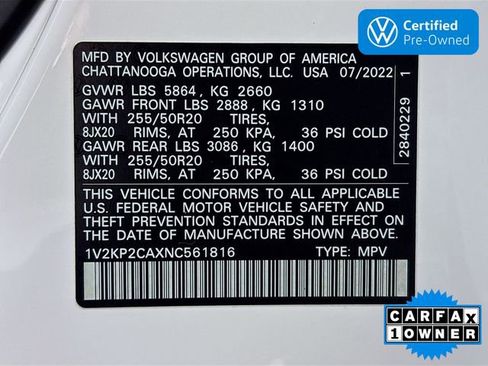 Certified
Pre-Owned
MFD BY VOLKSWAGEN GROUP OF AMERICA
CHATTANOOGA OPERATIONS, LLC. USA 07/2022
GVWR LBS 5864, KG 2660
GAWR FRONT LBS 2888, KG 1310
WITH 255/50R20 TIRES,
8JX20 RIMS, AT 250 KPA, 36 PSI COLD
GAWR REAR LBS 3086, KG 1400
WITH 255/50R20 TIRES,
8JX20 RIMS, AT 250 KPA, 36 PSI COLD
THIS VEHICLE CONFORMS TO ALL APPLICABLE
U.S. FEDERAL MOTOR VEHICLE SAFETY AND
THEFT PREVENTION STANDARDS IN EFFECT ON THE
DATE OF MANUFACTURE SHOWN ABOVE.
1V2KP2CAXNC561816 TYPE: MPV
2840229 1
CARFAX
1 OWNER